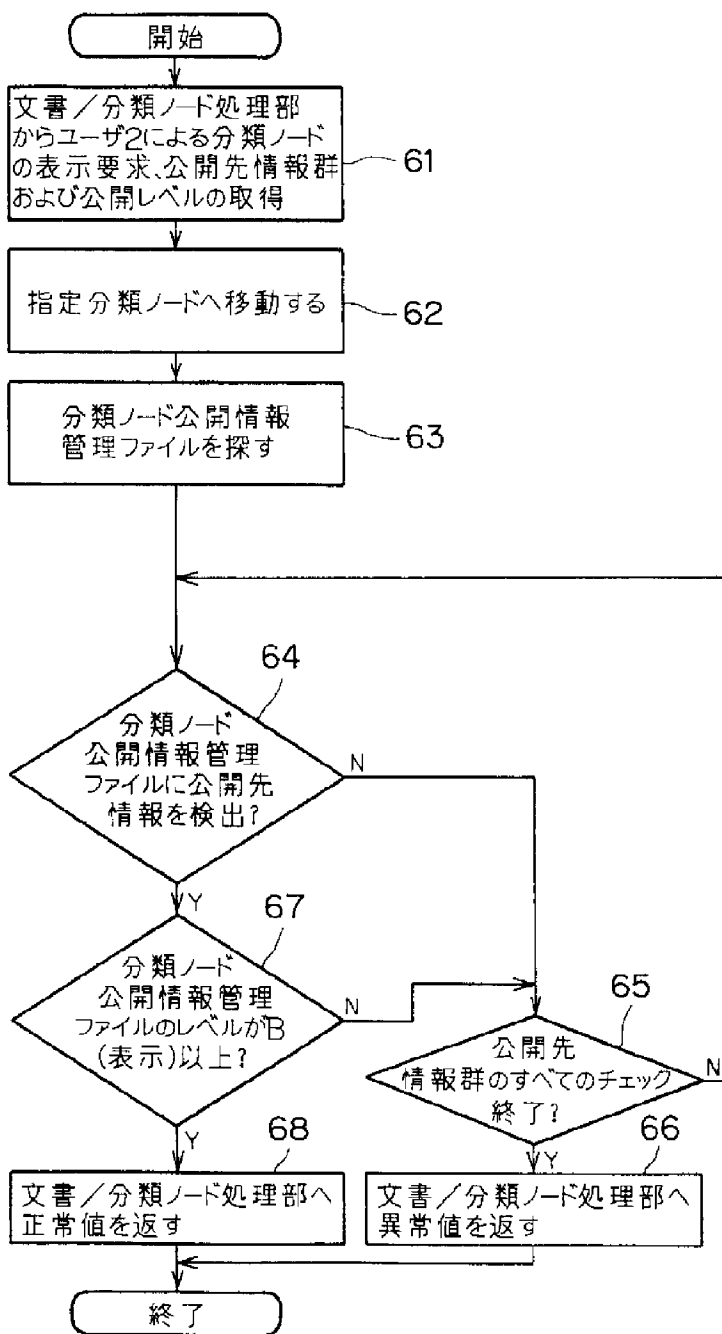 開始
文書／分類ノード処理部
からユーザ2による分類ノード
の表示要求、公開先情報群
および公開レベルの取得
61
指定分類ノードへ移動する
62
分類ノード公開情報
管理ファイルを探す
63
64
分類ノード
公開情報管理
ファイルに公開先
情報を検出?
N
Y
67
分類ノード
公開情報管理
ファイルのレベルがB
(表示)以上?
N
Y
65
公開先
情報群のすべてのチェック
終了?
N
Y
68
文書／分類ノード処理部へ
正常値を返す
66
文書／分類ノード処理部へ
異常値を返す
終了